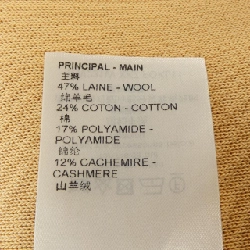 PRINCIPAL - MAIN
主料
47% LAINE - WOOL
绵羊毛
24% COTON - COTTON
棉
17% POLYAMIDE -
POLYAMIDE
锦纶
12% CACHEMIRE -
CASHMERE
山羊绒